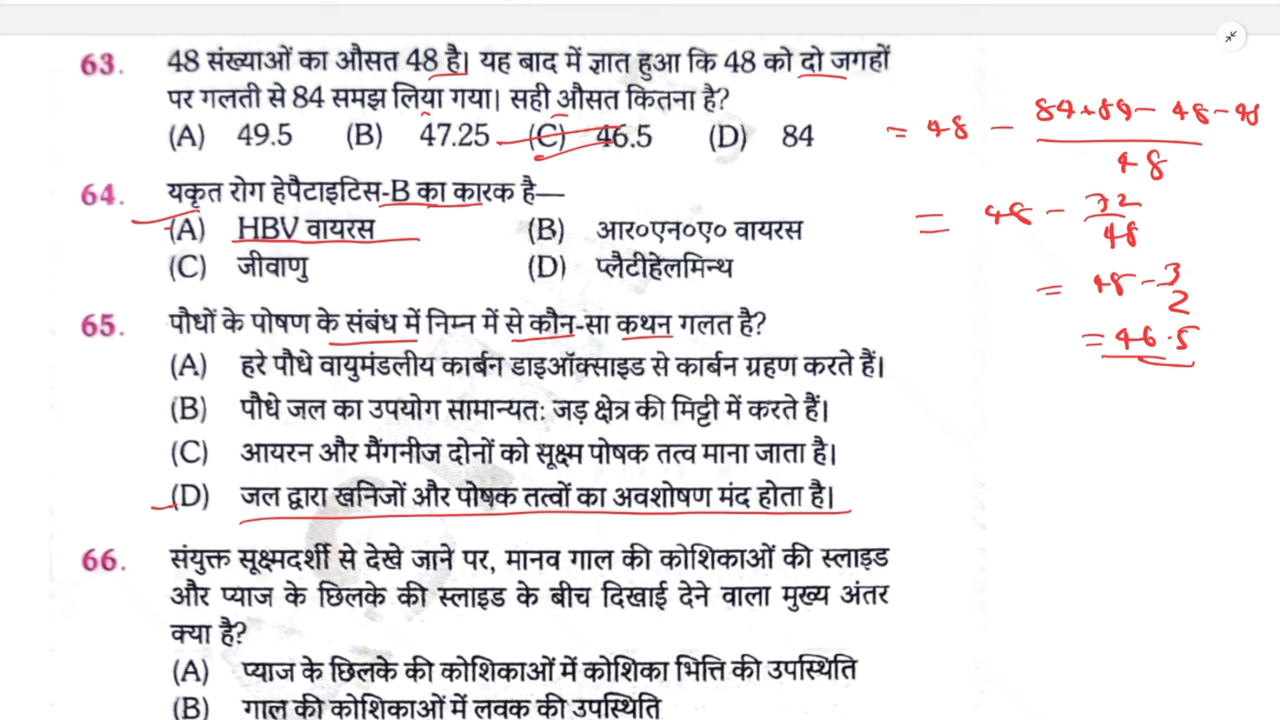 63. 48 संख्याओं का औसत 48 है। यह बाद में ज्ञात हुआ कि 48 को दो जगहों
पर गलती से 84 समझ लिया गया। सही औसत कितना है?
(A) 49.5 (B) 47.25 (C) 46.5 (D) 84
= 48 - 84+84-48-48
48
= 48 - 72
48
= 48 - 3
2
= 46.5
64. यकृत रोग हेपैटाइटिस-B का कारक है—
(A) HBV वायरस (B) आर०एन०ए० वायरस
(C) जीवाणु (D) प्लैटीहेलमिन्थ
65. पौधों के पोषण के संबंध में निम्न में से कौन-सा कथन गलत है?
(A) हरे पौधे वायुमंडलीय कार्बन डाइऑक्साइड से कार्बन ग्रहण करते हैं।
(B) पौधे जल का उपयोग सामान्यतः जड़ क्षेत्र की मिट्टी में करते हैं।
(C) आयरन और मैंगनीज दोनों को सूक्ष्म पोषक तत्व माना जाता है।
(D) जल द्वारा खनिजों और पोषक तत्वों का अवशोषण मंद होता है।
66. संयुक्त सूक्ष्मदर्शी से देखे जाने पर, मानव गाल की कोशिकाओं की स्लाइड
और प्याज के छिलके की स्लाइड के बीच दिखाई देने वाला मुख्य अंतर
क्या है?
(A) प्याज के छिलके की कोशिकाओं में कोशिका भित्ति की उपस्थिति
(B) गाल की कोशिकाओं में लवक की उपस्थिति